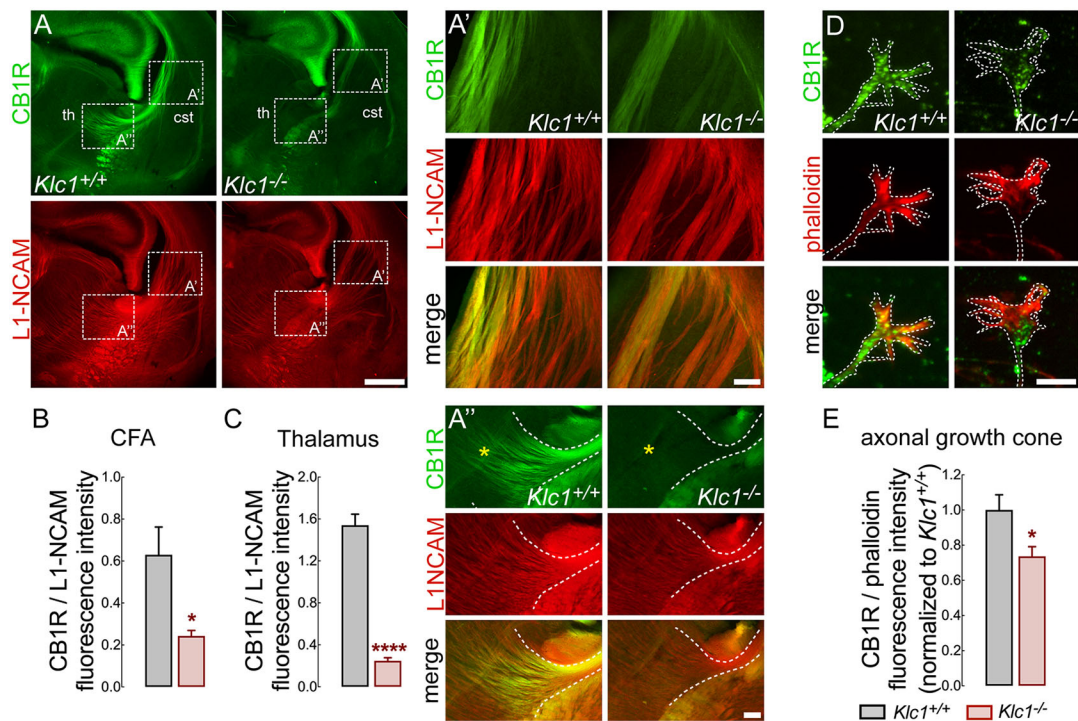 A
CB1R
A'
th
cst
A"
Klc1+/+
A'
th
cst
A"
Klc1-/-
L1-NCAM
A'
A"
A'
A"
A'
CB1R
Klc1+/+
Klc1-/-
L1-NCAM
merge
D
CB1R
Klc1+/+
Klc1-/-
phalloidin
merge
B
CFA
CB1R / L1-NCAM
fluorescence intensity
1.0
0.8
0.6
0.4
0.2
0.0
*
C
Thalamus
CB1R / L1-NCAM
fluorescence intensity
2.0
1.6
1.2
0.8
0.4
0.0
****
A"
CB1R
*
Klc1+/+
*
Klc1-/-
L1NCAM
merge
E
axonal growth cone
CB1R / phalloidin
fluorescence intensity
(normalized to Klc1+/+)
1.2
1.0
0.8
0.6
0.4
0.2
0.0
*
Klc1+/+
Klc1-/-